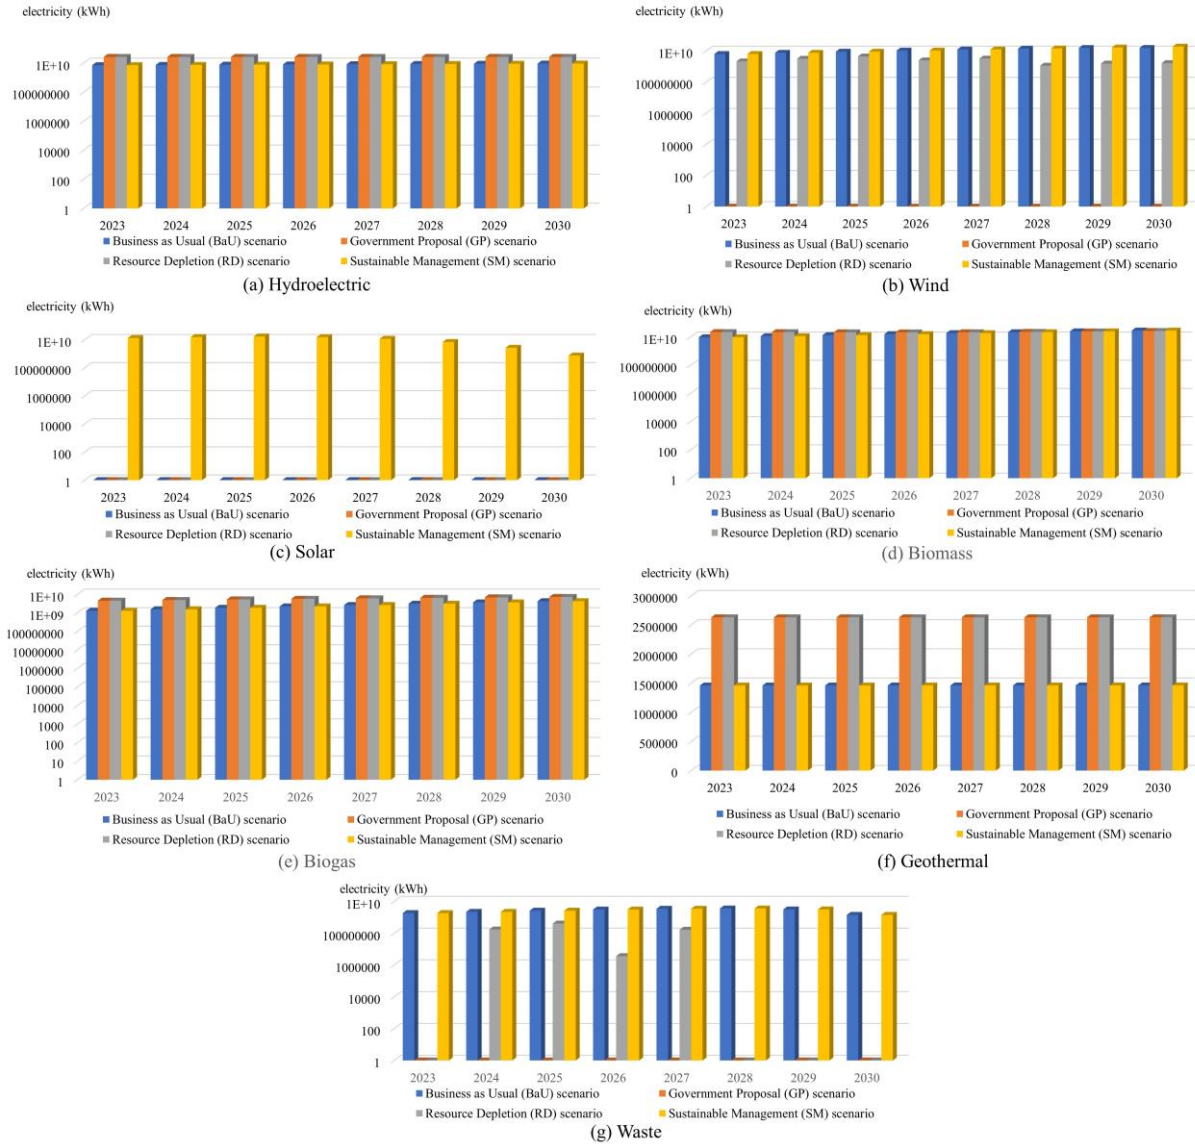 electricity (kWh)
1E+10
100000000
1000000
10000
100
1
2023 2024 2025 2026 2027 2028 2029 2030
Business as Usual (BaU) scenario Government Proposal (GP) scenario
Resource Depletion (RD) scenario Sustainable Management (SM) scenario
(a) Hydroelectric
electricity (kWh)
1E+10
100000000
1000000
10000
100
1
2023 2024 2025 2026 2027 2028 2029 2030
Business as Usual (BaU) scenario Government Proposal (GP) scenario
Resource Depletion (RD) scenario Sustainable Management (SM) scenario
(b) Wind
electricity (kWh)
1E+10
100000000
1000000
10000
100
1
2023 2024 2025 2026 2027 2028 2029 2030
Business as Usual (BaU) scenario Government Proposal (GP) scenario
Resource Depletion (RD) scenario Sustainable Management (SM) scenario
(c) Solar
electricity (kWh)
1E+10
100000000
1000000
10000
100
1
2023 2024 2025 2026 2027 2028 2029 2030
Business as Usual (BaU) scenario Government Proposal (GP) scenario
Resource Depletion (RD) scenario Sustainable Management (SM) scenario
(d) Biomass
electricity (kWh)
1E+10
1E+09
100000000
10000000
1000000
100000
10000
1000
100
10
1
2023 2024 2025 2026 2027 2028 2029 2030
Business as Usual (BaU) scenario Government Proposal (GP) scenario
Resource Depletion (RD) scenario Sustainable Management (SM) scenario
(e) Biogas
electricity (kWh)
3000000
2500000
2000000
1500000
1000000
500000
0
2023 2024 2025 2026 2027 2028 2029 2030
Business as Usual (BaU) scenario Government Proposal (GP) scenario
Resource Depletion (RD) scenario Sustainable Management (SM) scenario
(f) Geothermal
electricity (kWh)
1E+10
100000000
1000000
10000
100
1
2023 2024 2025 2026 2027 2028 2029 2030
Business as Usual (BaU) scenario Government Proposal (GP) scenario
Resource Depletion (RD) scenario Sustainable Management (SM) scenario
(g) Waste